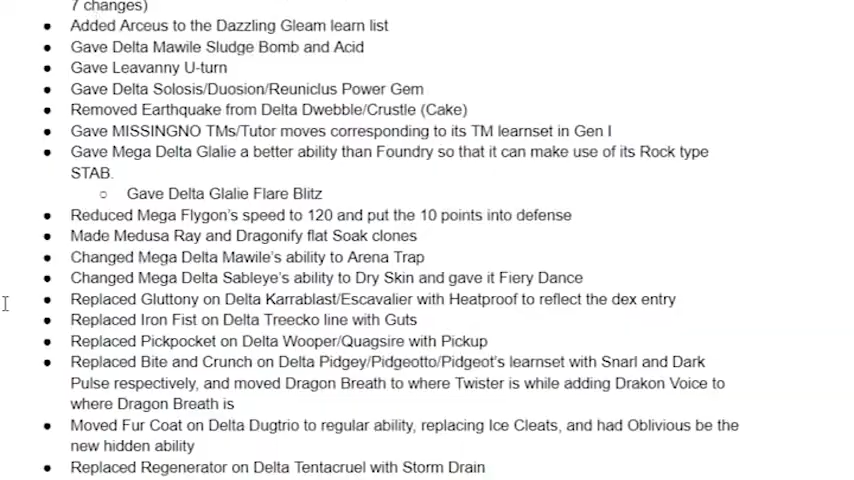 7 changes)
● Added Arceus to the Dazzling Gleam learn list
● Gave Delta Mawile Sludge Bomb and Acid
● Gave Leavanny U-turn
● Gave Delta Solosis/Duosion/Reuniclus Power Gem
● Removed Earthquake from Delta Dwebble/Crustle (Cake)
● Gave MISSINGNO TMs/Tutor moves corresponding to its TM learnset in Gen I
● Gave Mega Delta Glalie a better ability than Foundry so that it can make use of its Rock type
STAB.
○ Gave Delta Glalie Flare Blitz
● Reduced Mega Flygon's speed to 120 and put the 10 points into defense
● Made Medusa Ray and Dragonify flat Soak clones
● Changed Mega Delta Mawile's ability to Arena Trap
● Changed Mega Delta Sableye's ability to Dry Skin and gave it Fiery Dance
● Replaced Gluttony on Delta Karrablast/Escavalier with Heatproof to reflect the dex entry
● Replaced Iron Fist on Delta Treecko line with Guts
● Replaced Pickpocket on Delta Wooper/Quagsire with Pickup
● Replaced Bite and Crunch on Delta Pidgey/Pidgeotto/Pidgeot's learnset with Snarl and Dark
Pulse respectively, and moved Dragon Breath to where Twister is while adding Drakon Voice to
where Dragon Breath is
● Moved Fur Coat on Delta Dugtrio to regular ability, replacing Ice Cleats, and had Oblivious be the
new hidden ability
● Replaced Regenerator on Delta Tentacruel with Storm Drain